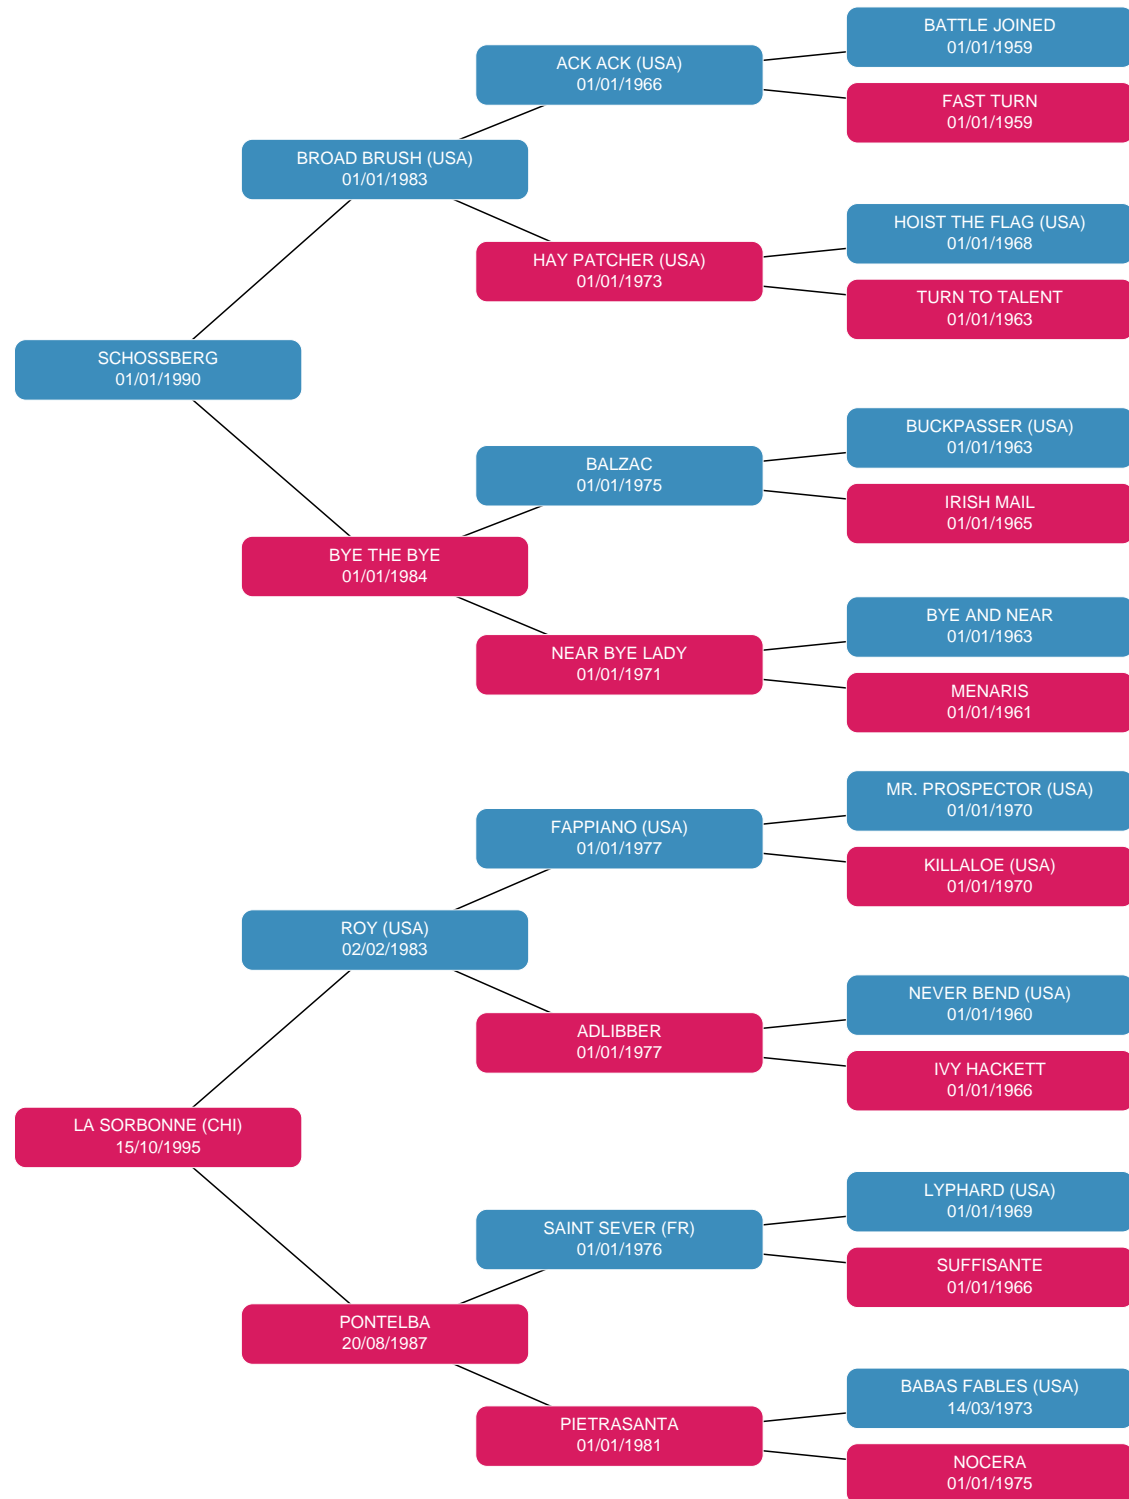 BATTLE JOINED
01/01/1959
ACK ACK (USA)
01/01/1966
FAST TURN
01/01/1959
BROAD BRUSH (USA)
01/01/1983
HOIST THE FLAG (USA)
01/01/1968
HAY PATCHER (USA)
01/01/1973
TURN TO TALENT
01/01/1963
SCHOSSBERG
01/01/1990
BUCKPASSER (USA)
01/01/1963
BALZAC
01/01/1975
IRISH MAIL
01/01/1965
BYE THE BYE
01/01/1984
BYE AND NEAR
01/01/1963
NEAR BYE LADY
01/01/1971
MENARIS
01/01/1961
MR. PROSPECTOR (USA)
01/01/1970
FAPPIANO (USA)
01/01/1977
KILLALOE (USA)
01/01/1970
ROY (USA)
02/02/1983
NEVER BEND (USA)
01/01/1960
ADLIBBER
01/01/1977
IVY HACKETT
01/01/1966
LA SORBONNE (CHI)
15/10/1995
LYPHARD (USA)
01/01/1969
SAINT SEVER (FR)
01/01/1976
SUFFISANTE
01/01/1966
PONTELBA
20/08/1987
BABAS FABLES (USA)
14/03/1973
PIETRASANTA
01/01/1981
NOCERA
01/01/1975